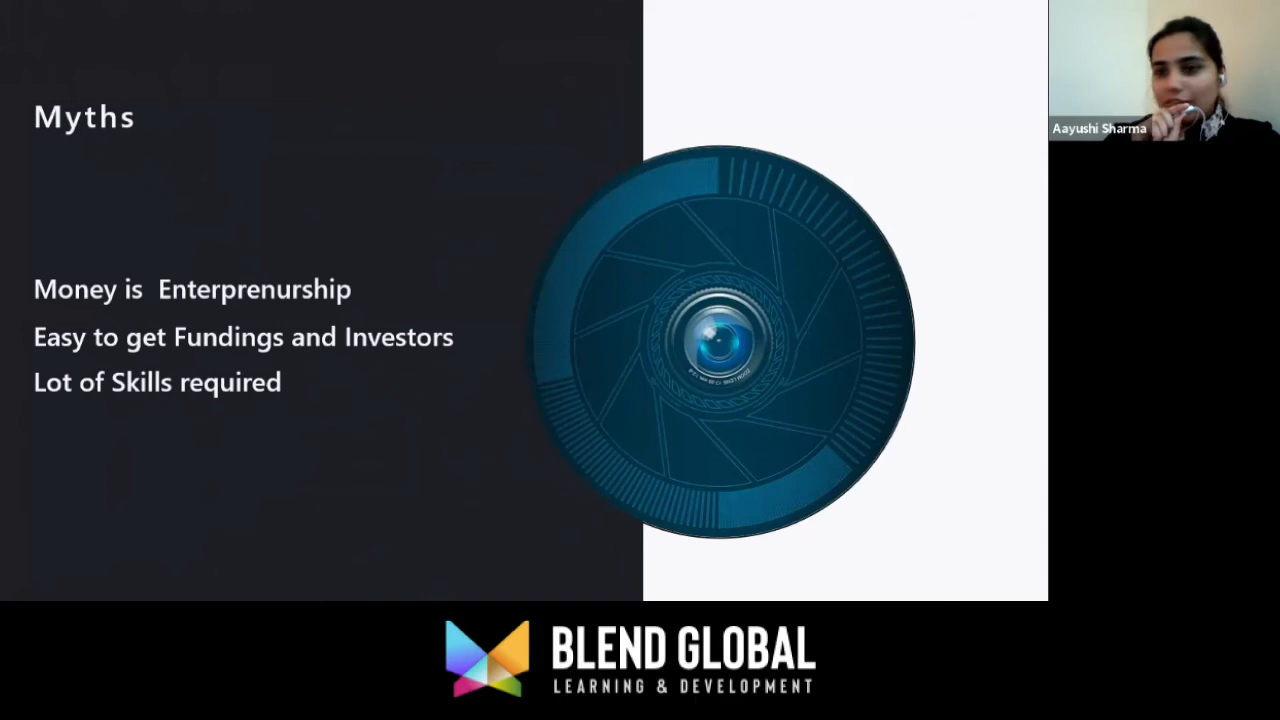 Myths
Aayushi Sharma
Money is  Enterprenurship
Easy to get Fundings and Investors
Lot of Skills required
BLEND GLOBAL
LEARNING & DEVELOPMENT